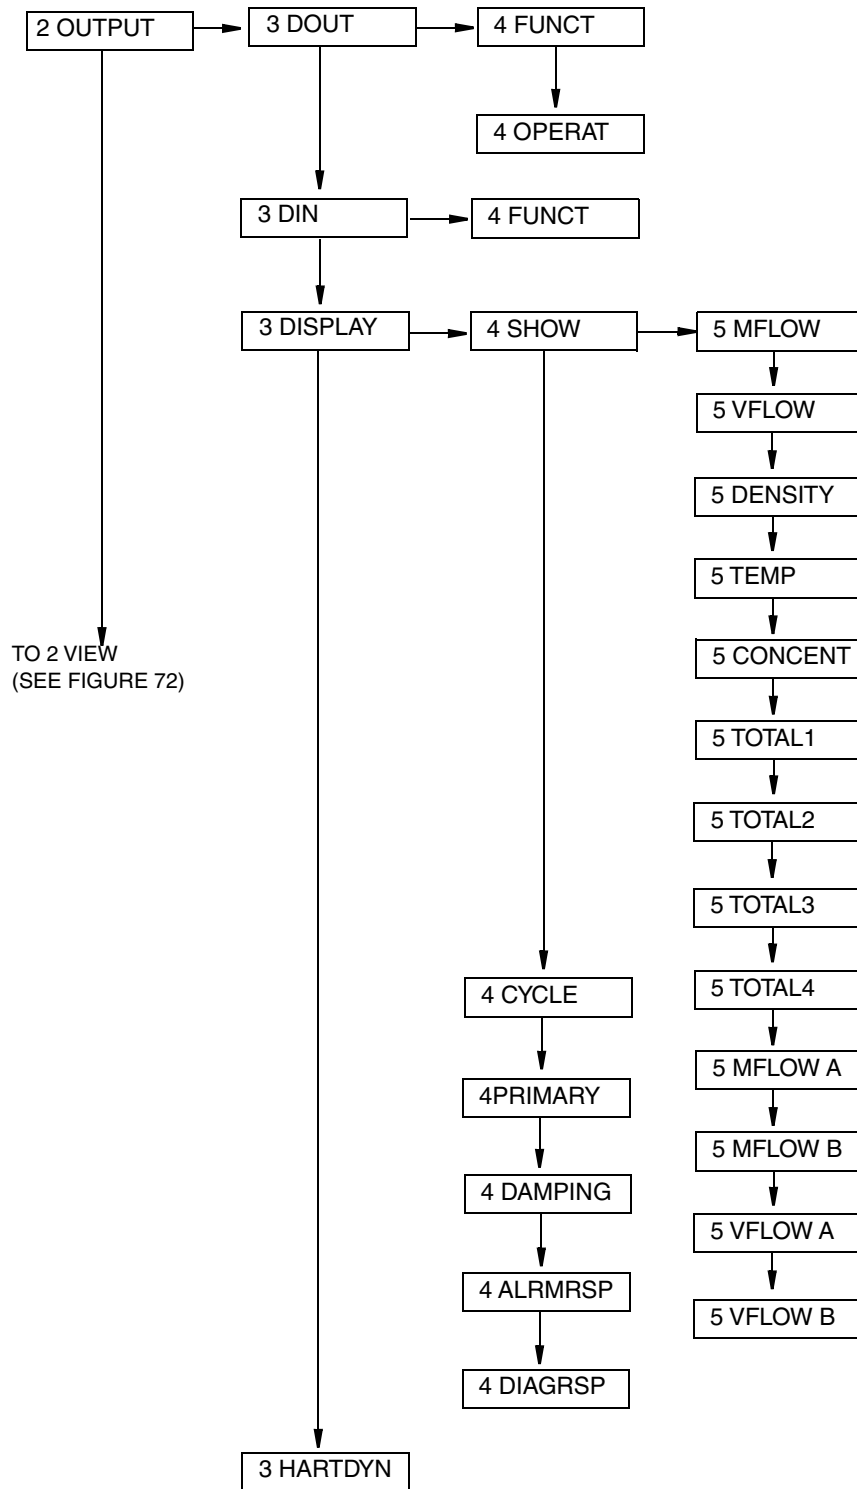 2 OUTPUT
3 DOUT
4 FUNCT
4 OPERAT
3 DIN
4 FUNCT
3 DISPLAY
4 SHOW
5 MFLOW
5 VFLOW
5 DENSITY
5 TEMP
TO 2 VIEW
(SEE FIGURE 72)
5 CONCENT
5 TOTAL1
5 TOTAL2
5 TOTAL3
5 TOTAL4
4 CYCLE
5 MFLOW A
4PRIMARY
5 MFLOW B
4 DAMPING
5 VFLOW A
4 ALRMRSP
5 VFLOW B
4 DIAGRSP
3 HARTDYN